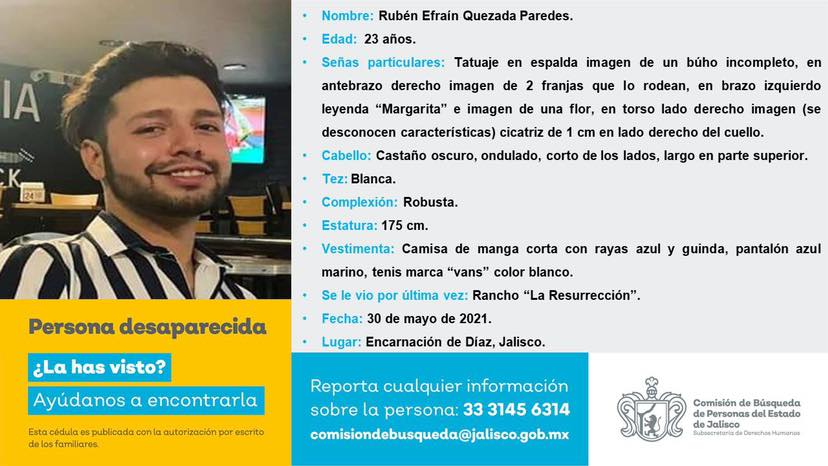 IA
CK
24
• Nombre: Rubén Efraín Quezada Paredes.
• Edad: 23 años.
• Señas particulares: Tatuaje en espalda imagen de un búho incompleto, en
antebrazo derecho imagen de 2 franjas que lo rodean, en brazo izquierdo
leyenda “Margarita” e imagen de una flor, en torso lado derecho imagen (se
desconocen características) cicatriz de 1 cm en lado derecho del cuello.
• Cabello: Castaño oscuro, ondulado, corto de los lados, largo en parte superior.
• Tez: Blanca.
• Complexión: Robusta.
• Estatura: 175 cm.
• Vestimenta: Camisa de manga corta con rayas azul y guinda, pantalón azul
marino, tenis marca “vans” color blanco.
• Se le vio por última vez: Rancho “La Resurrección”.
• Fecha: 30 de mayo de 2021.
• Lugar: Encarnación de Díaz, Jalisco.
Persona desaparecida
¿La has visto?
Ayúdanos a encontrarla
Esta cédula es publicada con la autorización por escrito
de los familiares.
Reporta cualquier información
sobre la persona: 33 3145 6314
comisiondebusqueda@jalisco.gob.mx
Comisión de Búsqueda
de Personas del Estado
de Jalisco
Subsecretaría de Derechos Humanos